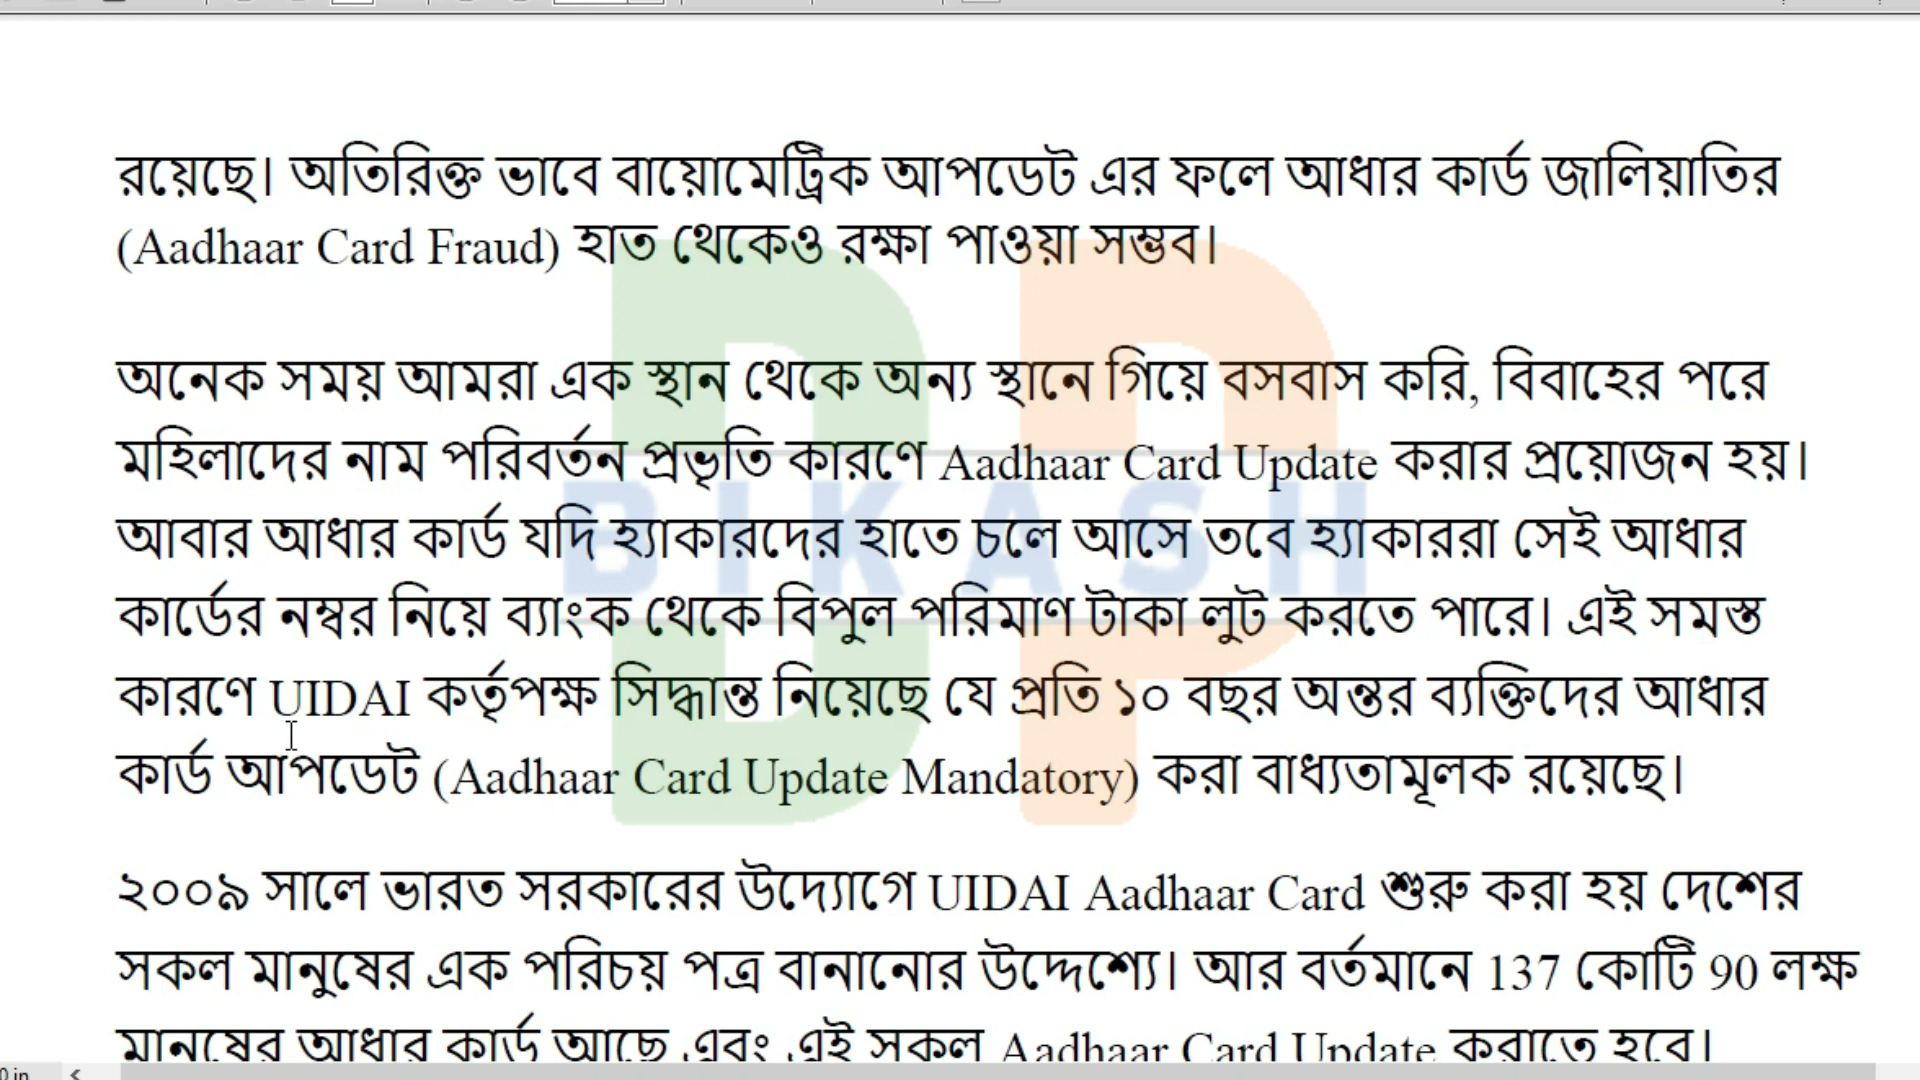 রয়েছে। অতিরিক্ত ভাবে বায়োমেট্রিক আপডেট এর ফলে আধার কার্ড জালিয়াতির
(Aadhaar Card Fraud) হাত থেকেও রক্ষা পাওয়া সম্ভব।
অনেক সময় আমরা এক স্থান থেকে অন্য স্থানে গিয়ে বসবাস করি, বিবাহের পরে
মহিলাদের নাম পরিবর্তন প্রভৃতি কারণে Aadhaar Card Update করার প্রয়োজন হয়।
আবার আধার কার্ড যদি হ্যাকারদের হাতে চলে আসে তবে হ্যাকাররা সেই আধার
কার্ডের নম্বর নিয়ে ব্যাংক থেকে বিপুল পরিমাণ টাকা লুট করতে পারে। এই সমস্ত
কারণে UIDAI কর্তৃপক্ষ সিদ্ধান্ত নিয়েছে যে প্রতি ১০ বছর অন্তর ব্যক্তিদের আধার
কার্ড আপডেট (Aadhaar Card Update Mandatory) করা বাধ্যতামূলক রয়েছে।
২০০৯ সালে ভারত সরকারের উদ্যোগে UIDAI Aadhaar Card শুরু করা হয় দেশের
সকল মানুষের এক পরিচয় পত্র বানানোর উদ্দেশ্যে। আর বর্তমানে 137 কোটি 90 লক্ষ
মানুষের আধার কার্ড আছে এবং এই সকল Aadhaar Card Update করাতে হবে।
DP
BIKASH
0 in